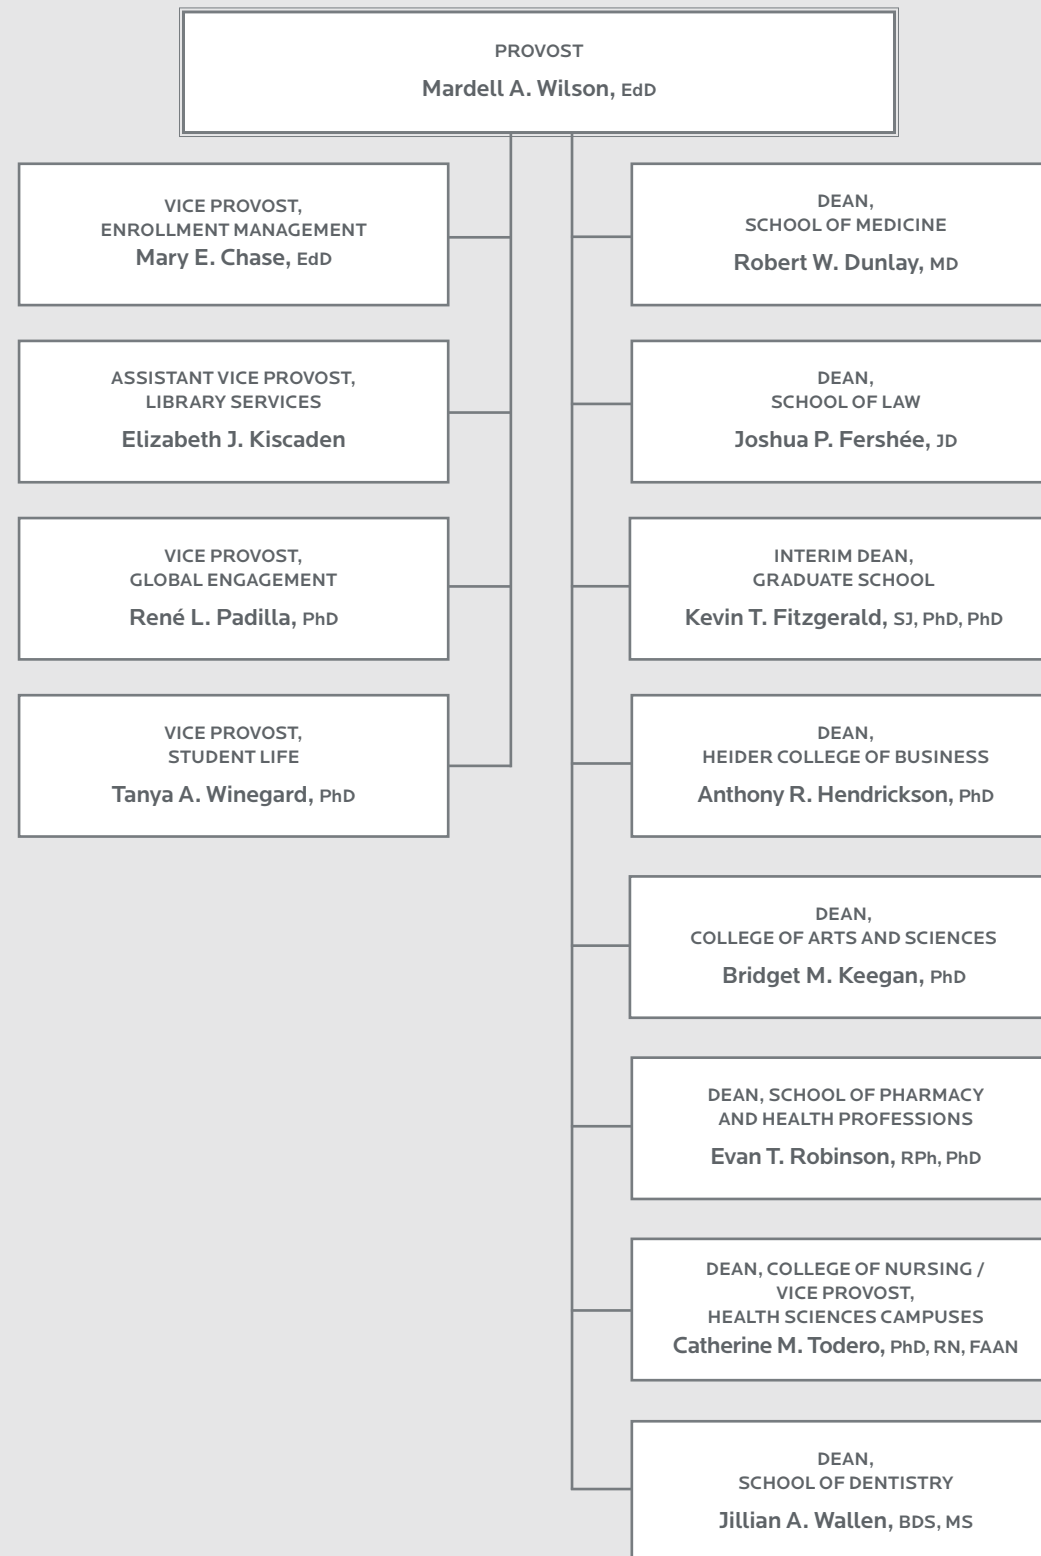 PROVOST
Mardell A. Wilson, EdD
VICE PROVOST,
ENROLLMENT MANAGEMENT
Mary E. Chase, EdD
ASSISTANT VICE PROVOST,
LIBRARY SERVICES
Elizabeth J. Kiscaden
VICE PROVOST,
GLOBAL ENGAGEMENT
René L. Padilla, PhD
VICE PROVOST,
STUDENT LIFE
Tanya A. Winegard, PhD
DEAN,
SCHOOL OF MEDICINE
Robert W. Dunlay, MD
DEAN,
SCHOOL OF LAW
Joshua P. Fershée, JD
INTERIM DEAN,
GRADUATE SCHOOL
Kevin T. Fitzgerald, SJ, PhD, PhD
DEAN,
HEIDER COLLEGE OF BUSINESS
Anthony R. Hendrickson, PhD
DEAN,
COLLEGE OF ARTS AND SCIENCES
Bridget M. Keegan, PhD
DEAN, SCHOOL OF PHARMACY
AND HEALTH PROFESSIONS
Evan T. Robinson, RPh, PhD
DEAN, COLLEGE OF NURSING /
VICE PROVOST,
HEALTH SCIENCES CAMPUSES
Catherine M. Todero, PhD, RN, FAAN
DEAN,
SCHOOL OF DENTISTRY
Jillian A. Wallen, BDS, MS